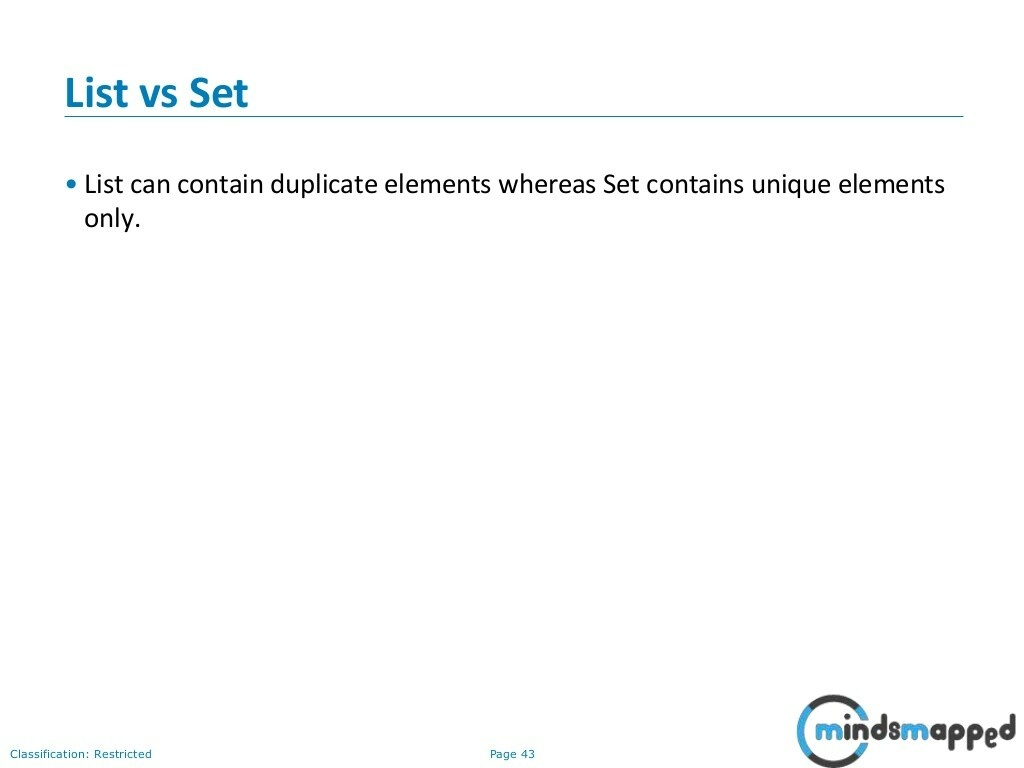 List vs Set
• List can contain duplicate elements whereas Set contains unique elements
only.
Classification: Restricted
Page 43
mindsmapped